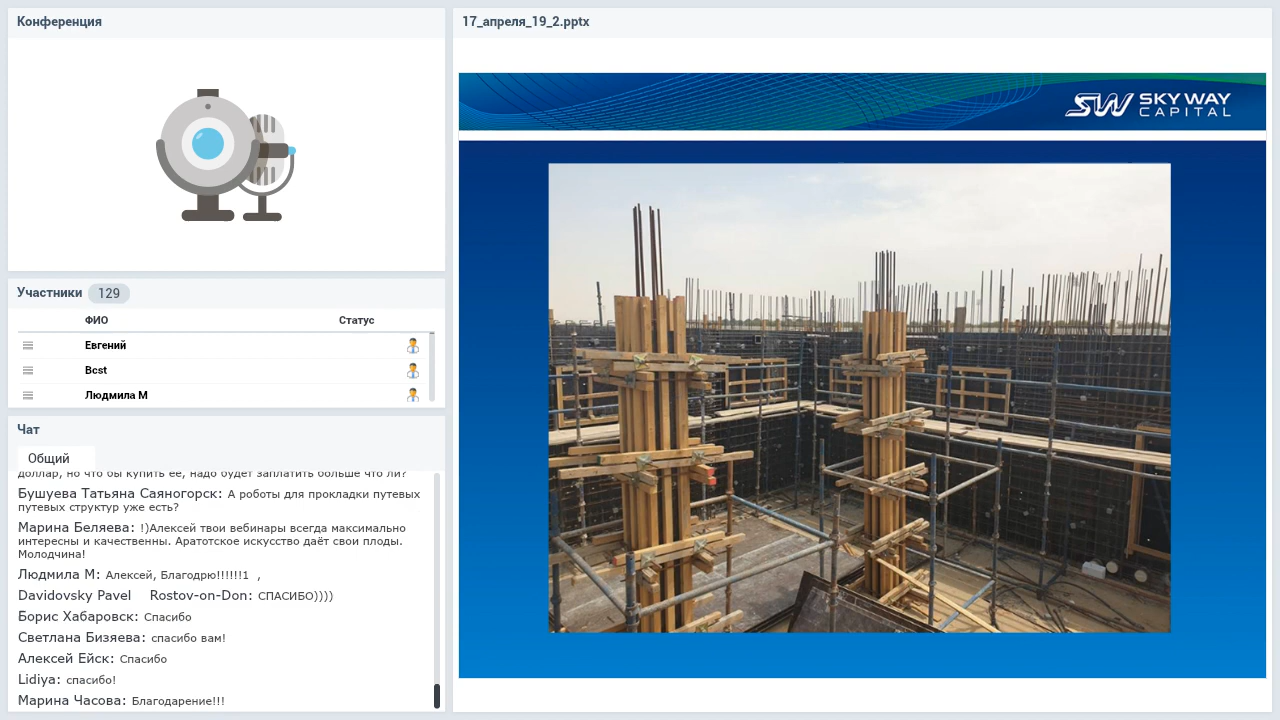 Конференция
17_апреля_19_2.pptx
SW SKY WAY
CAPITAL
Участники 129
ФИО Статус
Евгений
Bcst
Людмила М
Чат
Общий
доллар, но что бы купить ее, надо будет заплатить больше что ли?
Бушуева Татьяна Саяногорск: А роботы для прокладки путевых
путевых структур уже есть?
Марина Беляева: !)Алексей твои вебинары всегда максимально
интересны и качественны. Аратотское искусство даёт свои плоды.
Молодчина!
Людмила М: Алексей, Благодрю!!!!!!1 ,
Davidovsky Pavel Rostov-on-Don: СПАСИБО))))
Борис Хабаровск: Спасибо
Светлана Бизяева: спасибо вам!
Алексей Ейск: Спасибо
Lidiya: спасибо!
Марина Часова: Благодарение!!!